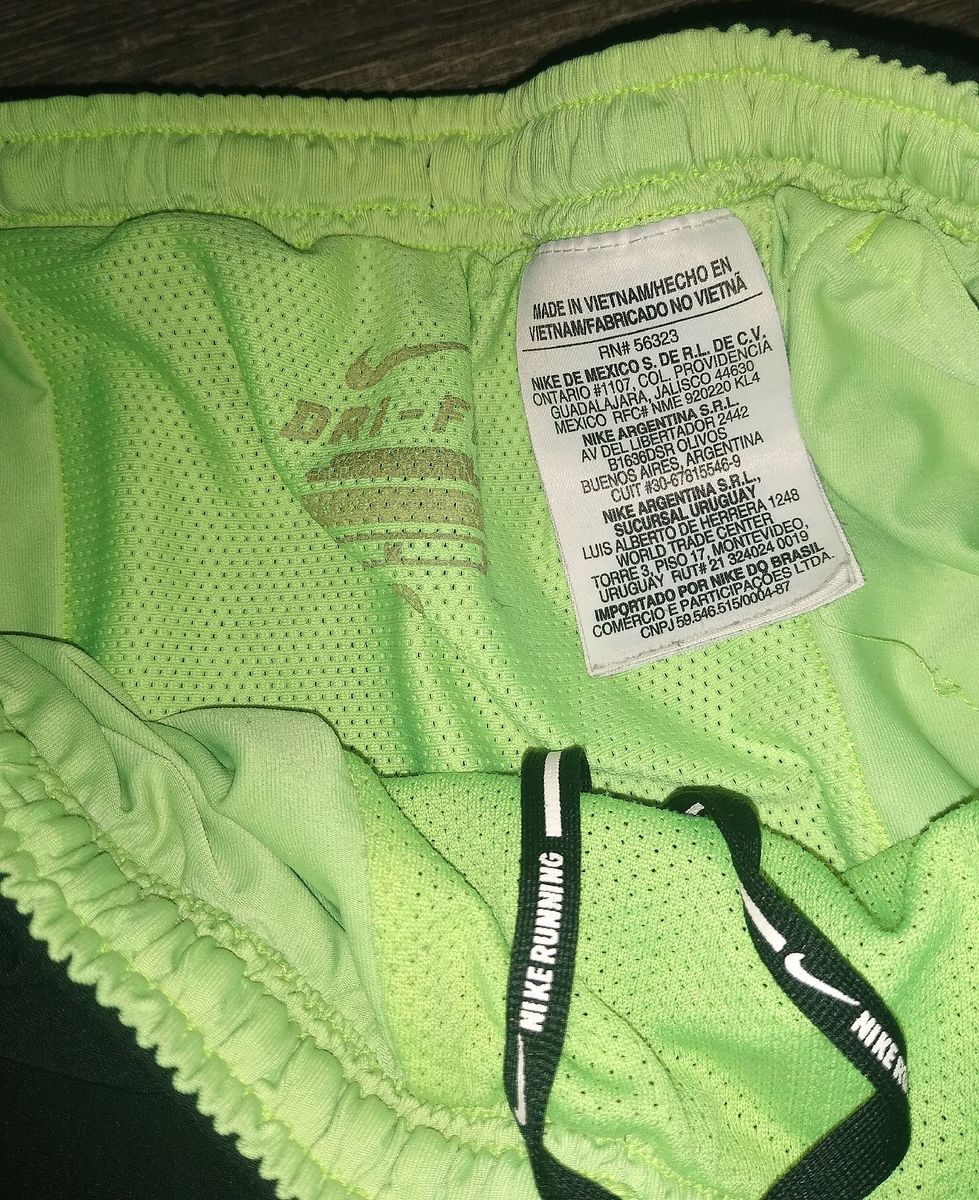 MADE IN VIETNAM/HECHO EN
VIETNAM/FABRICADO NO VIETNÃ
RN# 56323
NIKE DE MEXICO S. DE R.L. DE C.V.
ONTARIO #1107, COL. PROVIDENCIA
GUADALAJARA, JALISCO 44630
MEXICO RFC# NME 920220 KL4
NIKE ARGENTINA S.R.L.
AV DEL LIBERTADOR 2442
B1636DSR OLIVOS
BUENOS AIRES, ARGENTINA
CUIT #30-67815546-9
NIKE ARGENTINA S.R.L.,
SUCURSAL URUGUAY
LUIS ALBERTO DE HERRERA 1248
WORLD TRADE CENTER
TORRE 3, PISO 17, MONTEVIDEO,
URUGUAY RUT# 21 324024 0019
IMPORTADO POR NIKE DO BRASIL
COMÉRCIO E PARTICIPAÇÕES LTDA.
CNPJ 59.546.515/0004-87
DRI-F
NIKE RUNNING
NIKE R